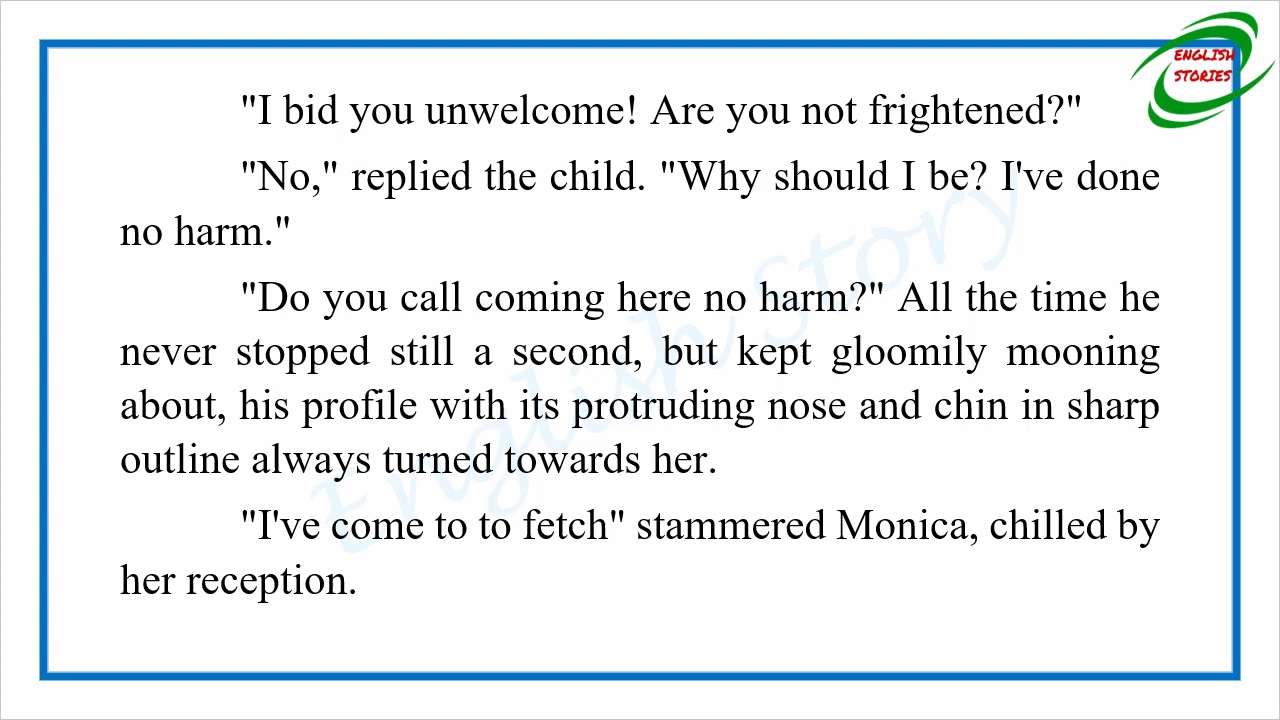 ENGLISH
STORIES
"I bid you unwelcome! Are you not frightened?"
"No," replied the child. "Why should I be? I've done
no harm."
"Do you call coming here no harm?" All the time he
never stopped still a second, but kept gloomily mooning
about, his profile with its protruding nose and chin in sharp
outline always turned towards her.
"I've come to to fetch" stammered Monica, chilled by
her reception.
English Story